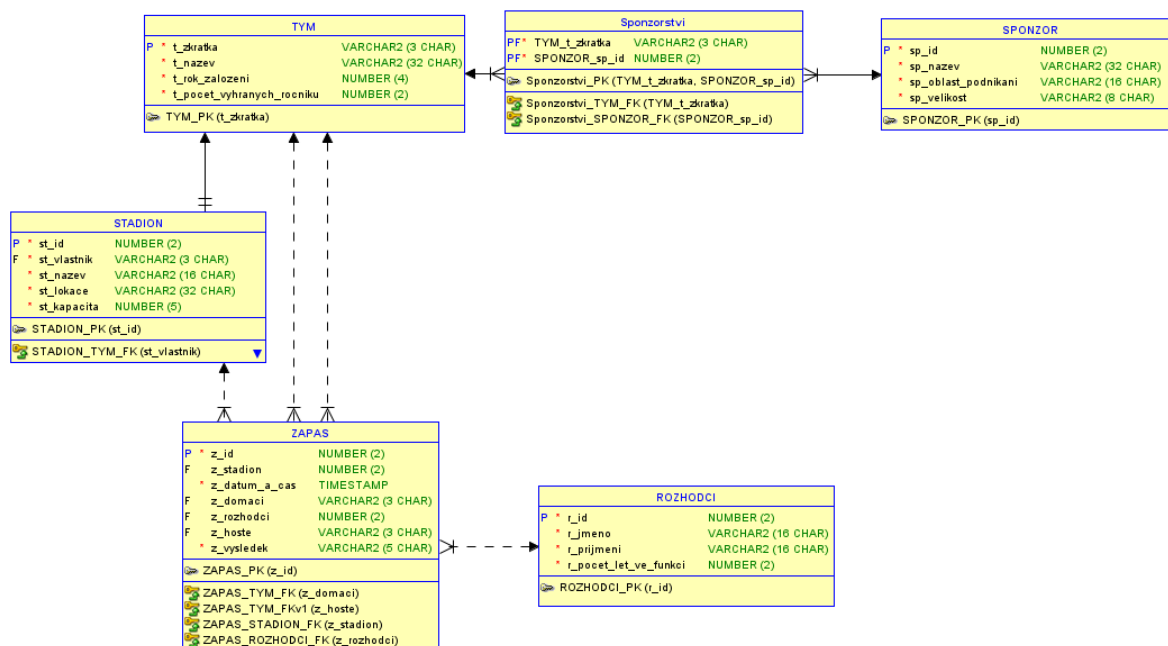 TYM
P * t_zkratka VARCHAR2 (3 CHAR)
* t_nazev VARCHAR2 (32 CHAR)
* t_rok_zalozeni NUMBER (4)
* t_pocet_vyhranych_rocniku NUMBER (2)
TYM_PK (t_zkratka)
Sponzorstvi
PF* TYM_t_zkratka VARCHAR2 (3 CHAR)
PF* SPONZOR_sp_id NUMBER (2)
Sponzorstvi_PK (TYM_t_zkratka, SPONZOR_sp_id)
Sponzorstvi_TYM_FK (TYM_t_zkratka)
Sponzorstvi_SPONZOR_FK (SPONZOR_sp_id)
SPONZOR
P * sp_id NUMBER (2)
* sp_nazev VARCHAR2 (32 CHAR)
* sp_oblast_podnikani VARCHAR2 (16 CHAR)
* sp_velikost VARCHAR2 (8 CHAR)
SPONZOR_PK (sp_id)
STADION
P * st_id NUMBER (2)
F * st_vlastnik VARCHAR2 (3 CHAR)
* st_nazev VARCHAR2 (16 CHAR)
* st_lokace VARCHAR2 (32 CHAR)
* st_kapacita NUMBER (5)
STADION_PK (st_id)
STADION_TYM_FK (st_vlastnik)
ZAPAS
P * z_id NUMBER (2)
F z_stadion NUMBER (2)
* z_datum_a_cas TIMESTAMP
F z_domaci VARCHAR2 (3 CHAR)
F z_rozhodci NUMBER (2)
F z_hoste VARCHAR2 (3 CHAR)
* z_vysledek VARCHAR2 (5 CHAR)
ZAPAS_PK (z_id)
ZAPAS_TYM_FK (z_domaci)
ZAPAS_TYM_FKv1 (z_hoste)
ZAPAS_STADION_FK (z_stadion)
ZAPAS_ROZHODCI_FK (z_rozhodci)
ROZHODCI
P * r_id NUMBER (2)
* r_jmeno VARCHAR2 (16 CHAR)
* r_prijmeni VARCHAR2 (16 CHAR)
* r_pocet_let_ve_funkci NUMBER (2)
ROZHODCI_PK (r_id)